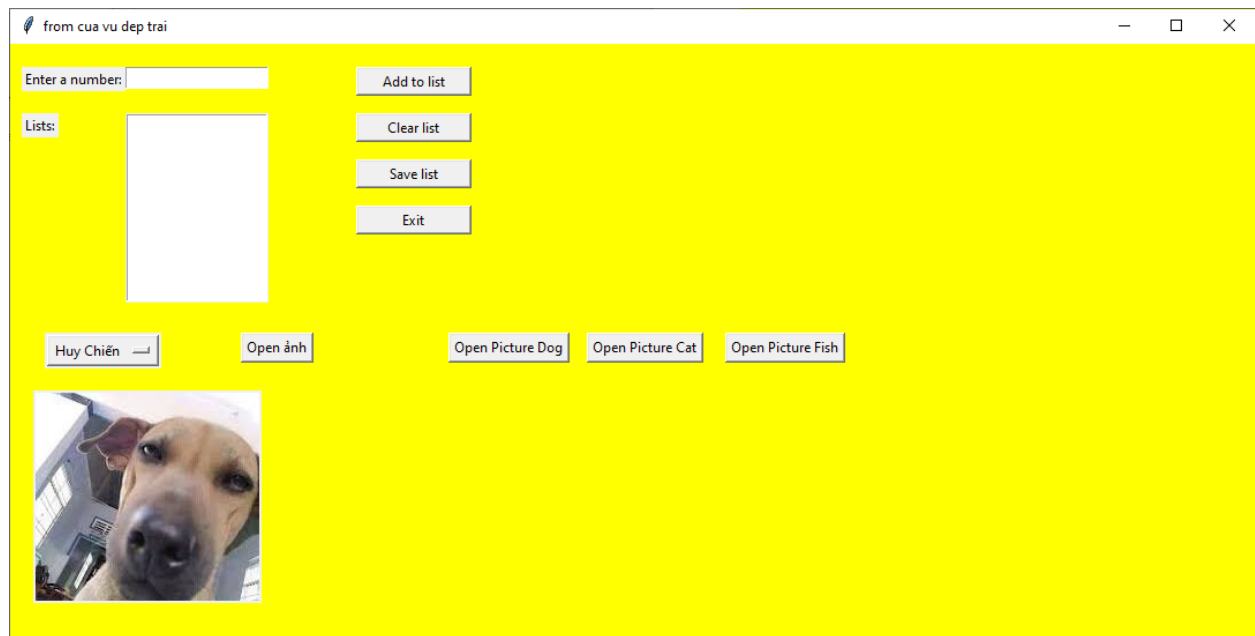 from cua vu dep trai
Enter a number:
Add to list
Lists:
Clear list
Save list
Exit
Huy Chiến
Open ảnh
Open Picture Dog
Open Picture Cat
Open Picture Fish